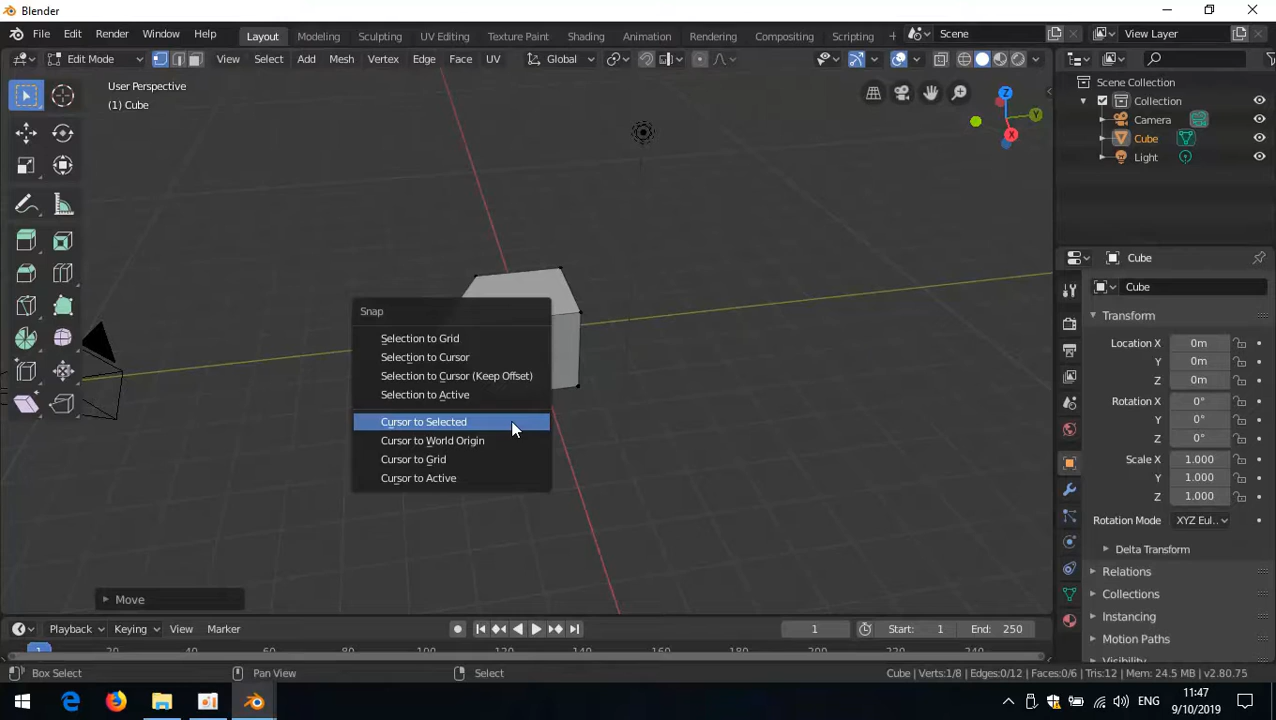 Blender
File Edit Render Window Help Layout Modeling Sculpting UV Editing Texture Paint Shading Animation Rendering Compositing Scripting + Scene View Layer
Edit Mode View Select Add Mesh Vertex Edge Face UV Global
User Perspective
(1) Cube
Z
Y
X
Scene Collection
Collection
Camera
Cube
Light
Cube
Cube
Transform
Location X 0m
Y 0m
Z 0m
Rotation X 0°
Y 0°
Z 0°
Scale X 1.000
Y 1.000
Z 1.000
Rotation Mode XYZ Eul..
Delta Transform
Relations
Collections
Instancing
Motion Paths
Visibility
Snap
Selection to Grid
Selection to Cursor
Selection to Cursor (Keep Offset)
Selection to Active
Cursor to Selected
Cursor to World Origin
Cursor to Grid
Cursor to Active
Move
Playback Keying View Marker 1 Start: 1 End: 250
1 20 40 60 80 100 120 140 160 180 200 220 240
Box Select Pan View Select Cube | Verts:1/8 | Edges:0/12 | Faces:0/6 | Tris:12 | Mem: 24.5 MB | v2.80.75
ENG 11:47
9/10/2019